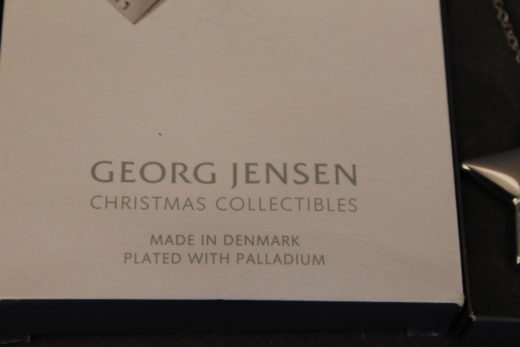 GEORG JENSEN
CHRISTMAS COLLECTIBLES
MADE IN DENMARK
PLATED WITH PALLADIUM